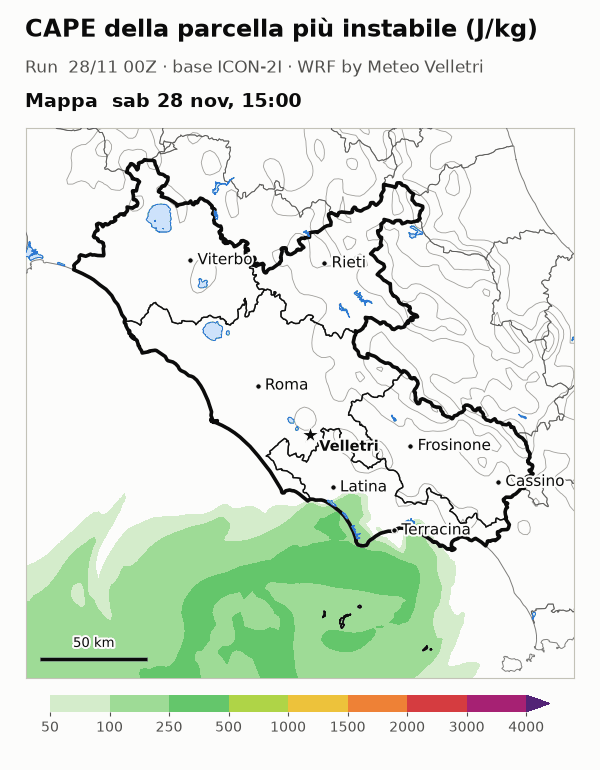 CAPE della parcella più instabile (J/kg)
Run  28/11 00Z · base ICON-2I · WRF by Meteo Velletri
Mappa  sab 28 nov, 15:00
Viterbo
Rieti
Roma
Velletri
Frosinone
Cassino
Latina
Terracina
50 km
50 100 250 500 1000 1500 2000 3000 4000